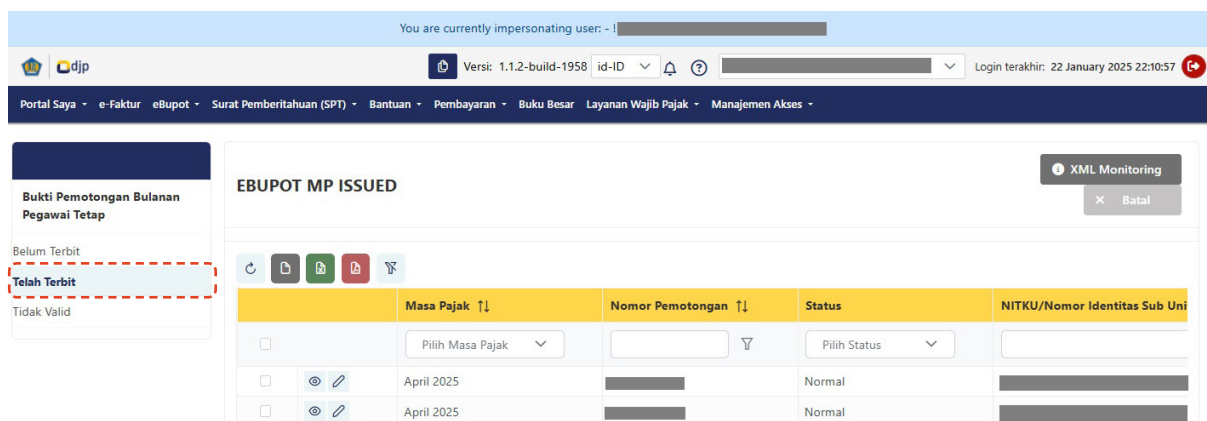 You are currently impersonating user: - !
djp
Versi: 1.1.2-build-1958
id-ID
Login terakhir: 22 January 2025 22:10:57
Portal Saya e-Faktur eBupot Surat Pemberitahuan (SPT) Bantuan Pembayaran Buku Besar Layanan Wajib Pajak Manajemen Akses
Bukti Pemotongan Bulanan
Pegawai Tetap
Belum Terbit
Telah Terbit
Tidak Valid
EBUPOT MP ISSUED
XML Monitoring
Batal
Masa Pajak Nomor Pemotongan Status NITKU/Nomor Identitas Sub Uni
Pilih Masa Pajak Pilih Status
April 2025 Normal
April 2025 Normal